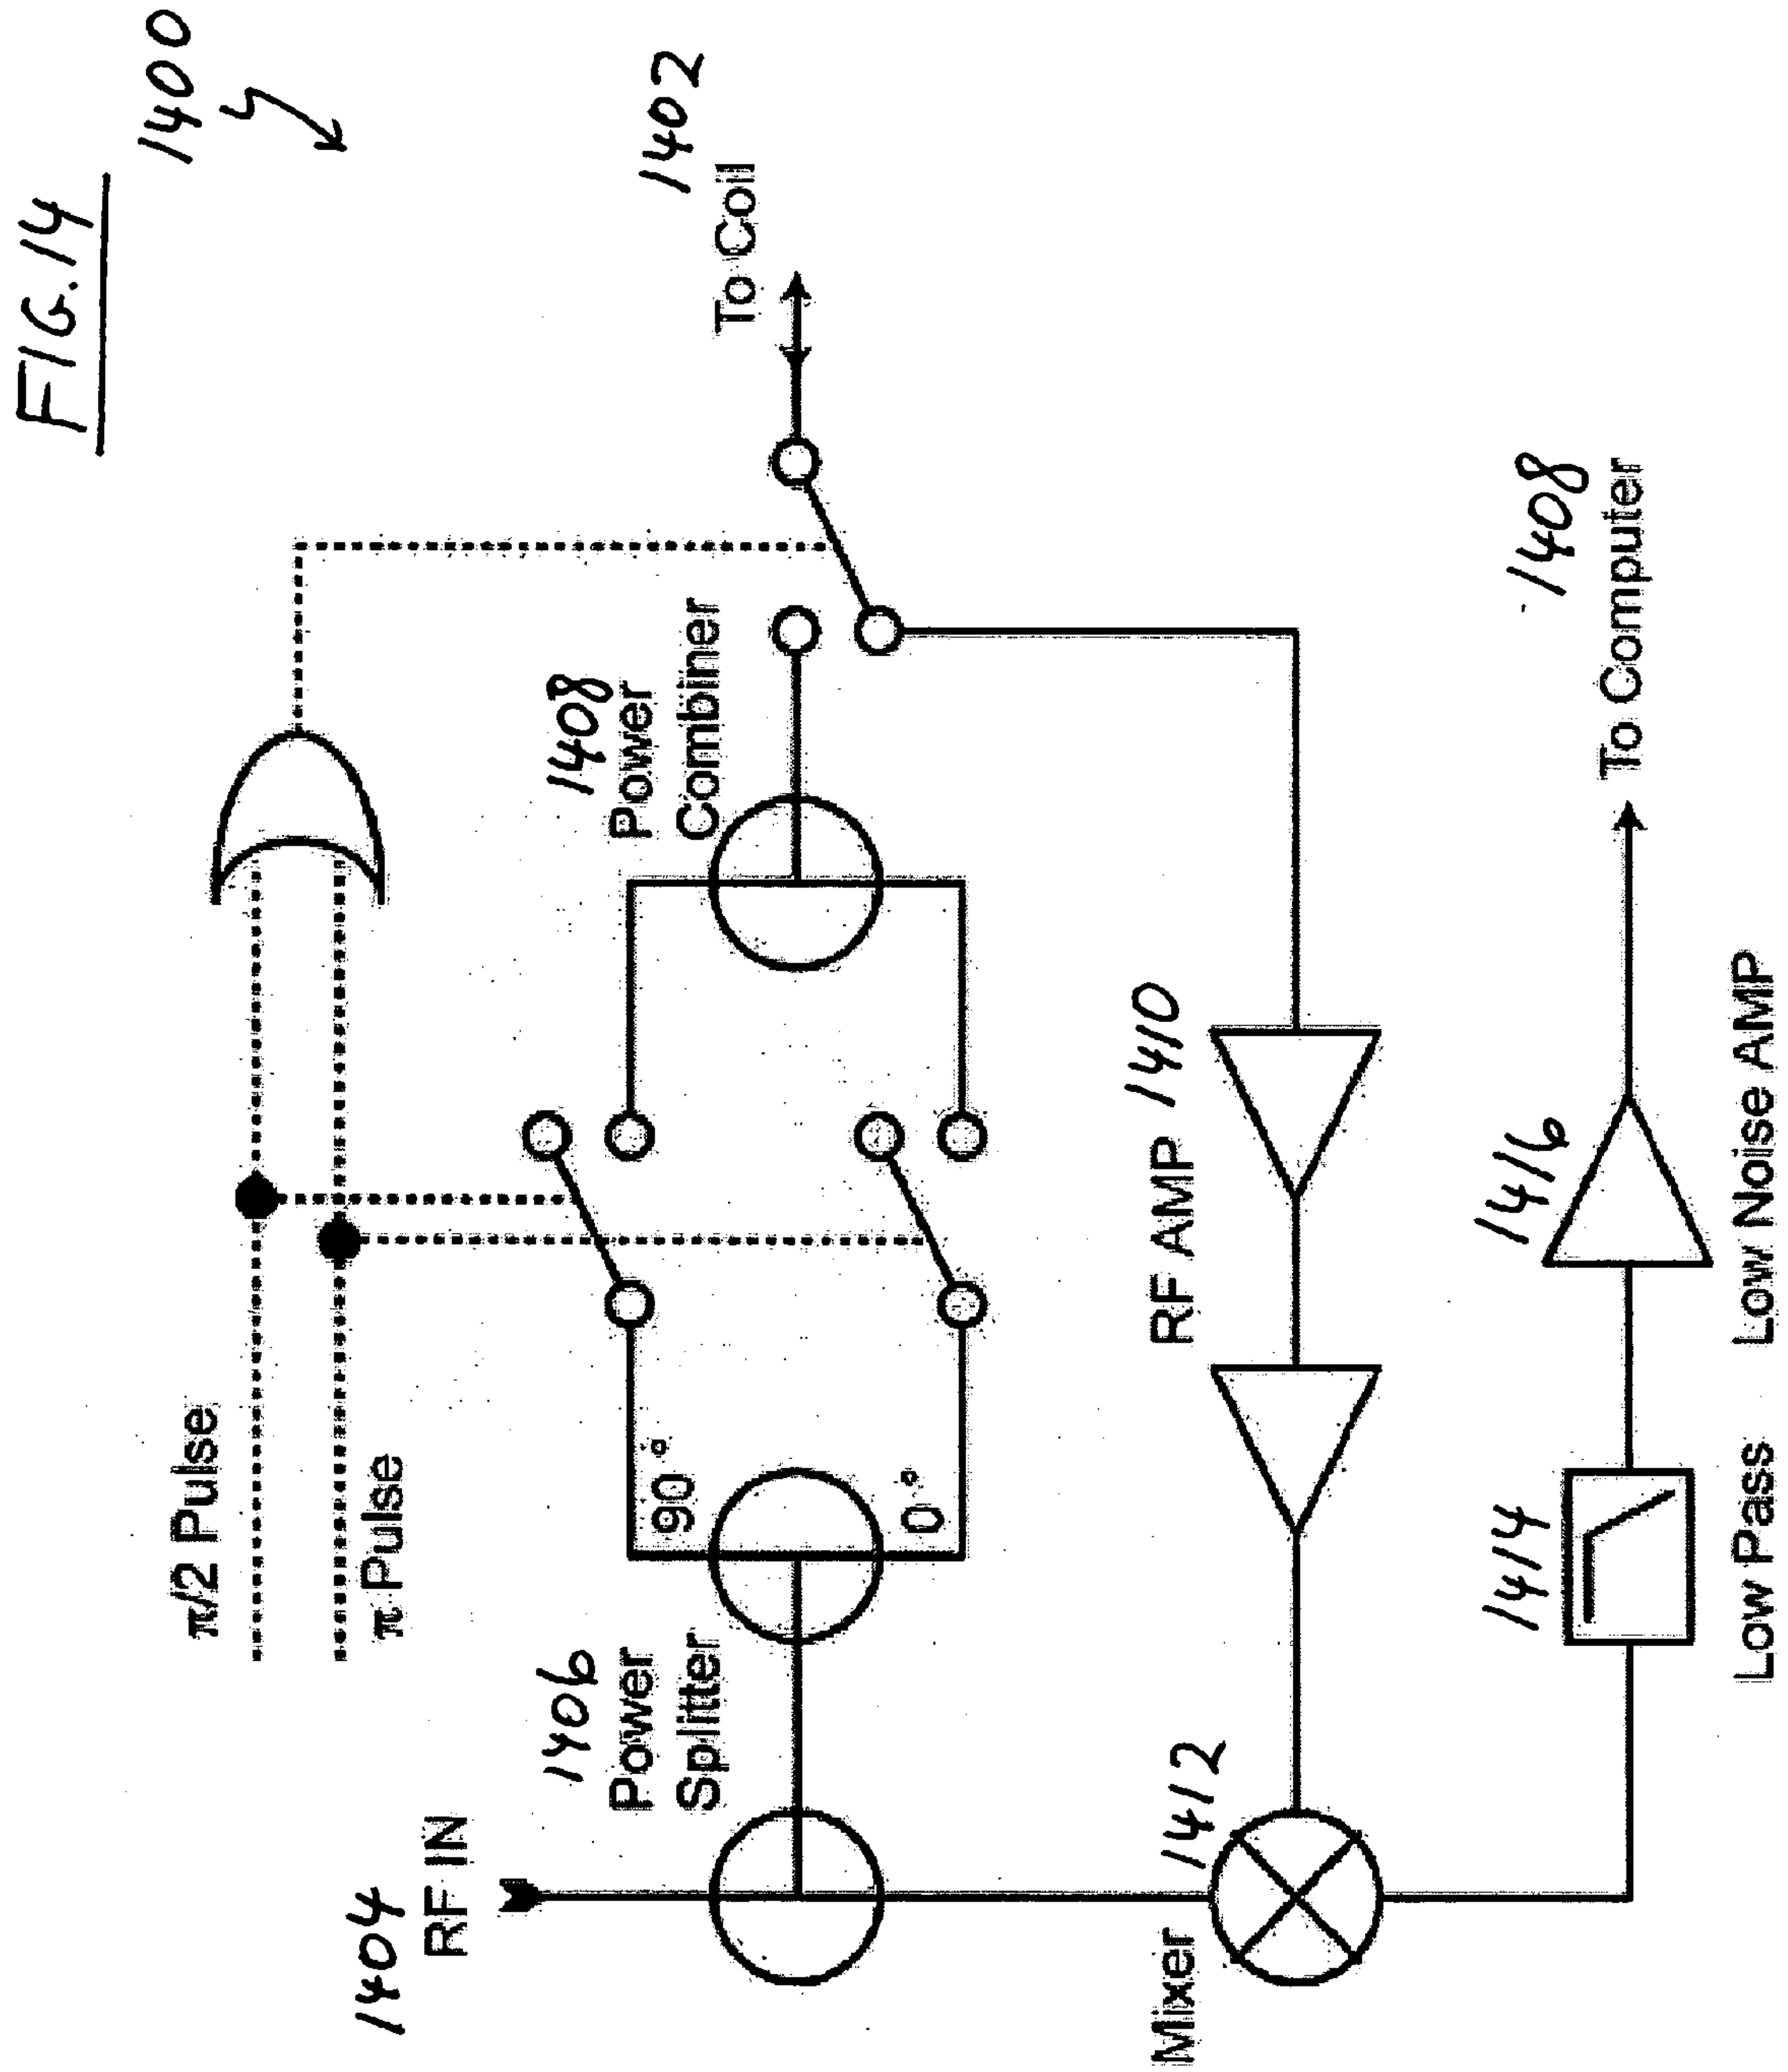 FIG. 14
1400
π/2 Pulse
π Pulse
1404
RF IN
1406
Power
Splitter
90°
0°
1408
Power
Combiner
1402
To Coil
RF AMP 1410
Mixer
1412
1414
Low Pass
1416
Low Noise AMP
1408
To Computer